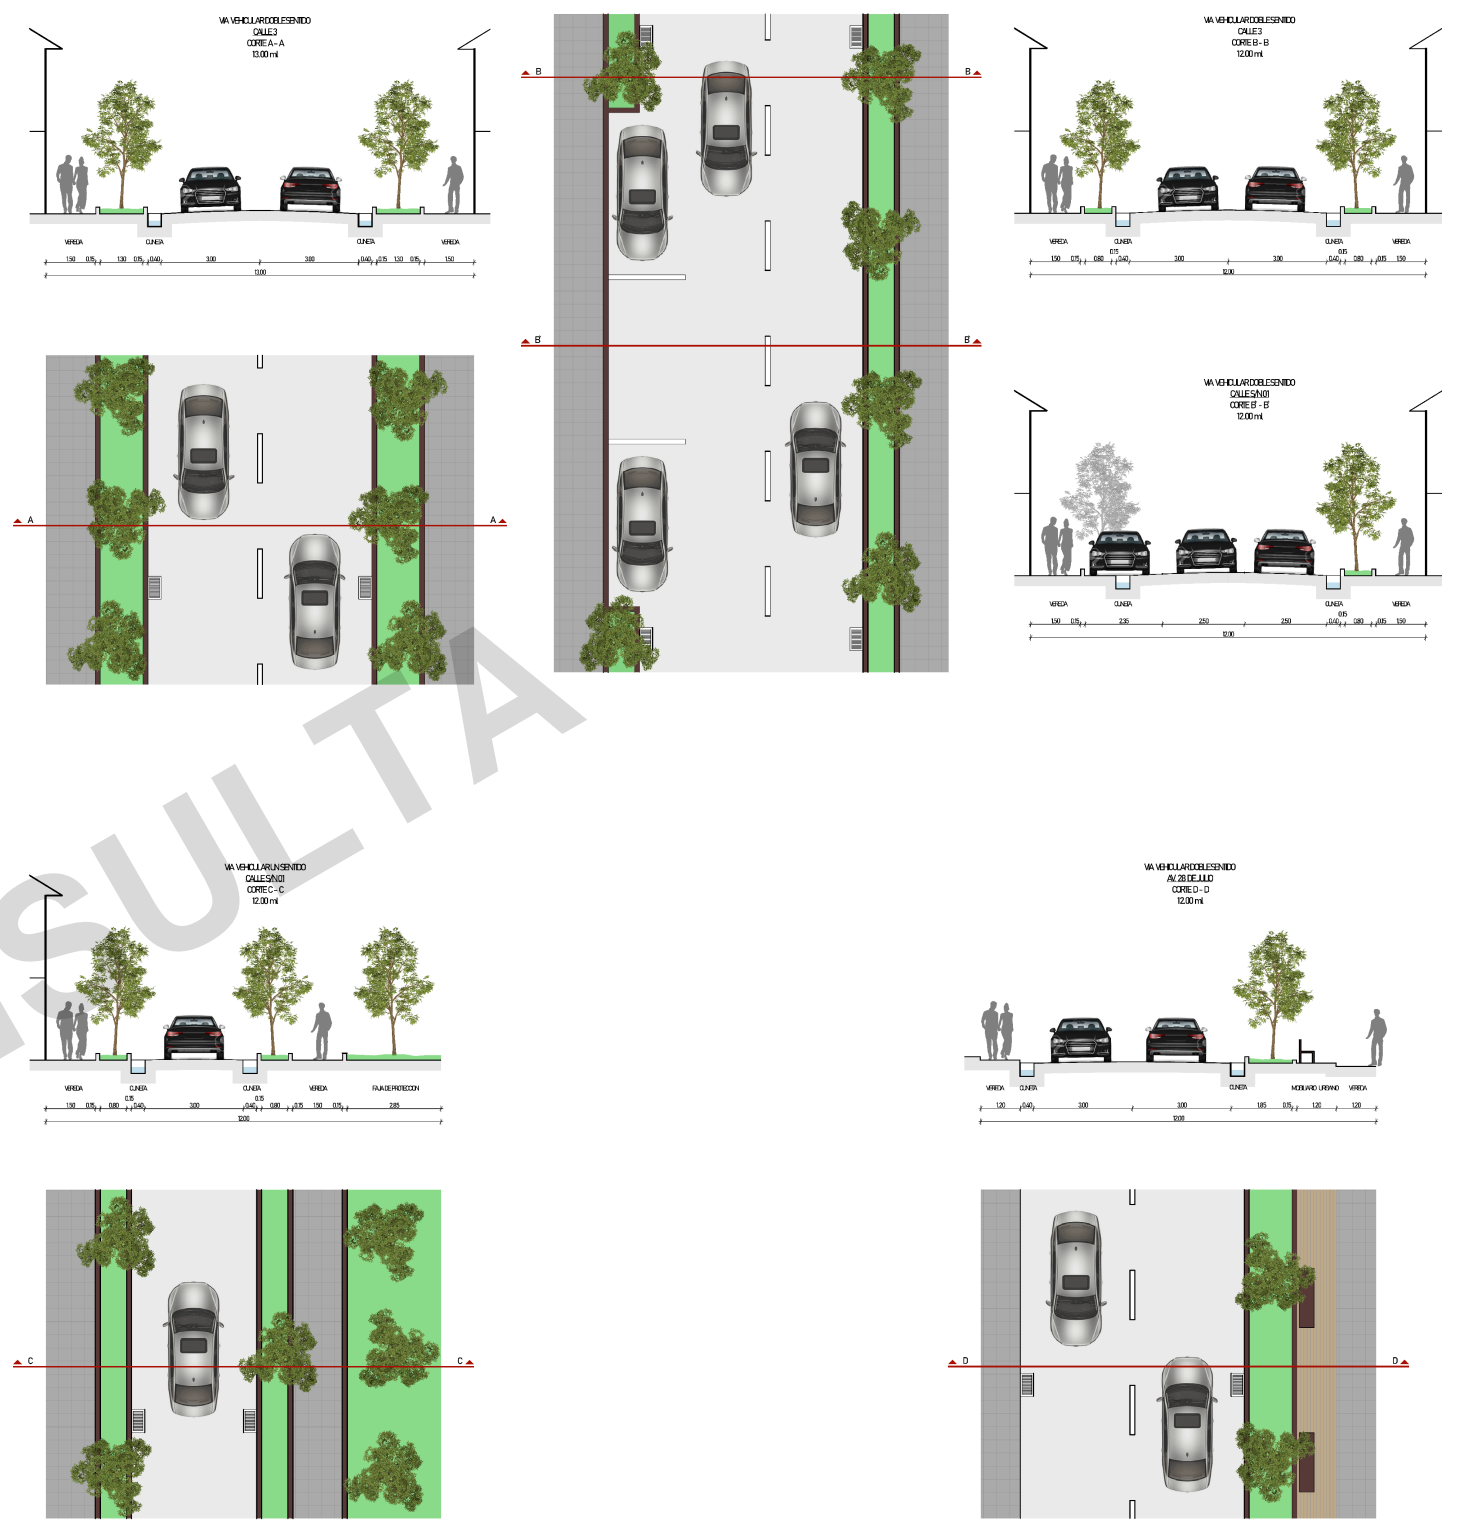 VIA VEHICULAR DOBLE SENTIDO
CALLE 3
CORTE A - A
13.00 ml
VEREDA CUNETA CUNETA VEREDA
1.50 0.15 1.30 0.15 0.40 3.00 3.00 0.40 0.15 1.30 0.15 1.50
13.00
A A
B B
B' B'
VIA VEHICULAR DOBLE SENTIDO
CALLE 3
CORTE B - B
12.00 ml
VEREDA CUNETA CUNETA VEREDA
0.15 0.15
1.50 0.15 0.80 0.40 3.00 3.00 0.40 0.80 0.15 1.50
12.00
VIA VEHICULAR DOBLE SENTIDO
CALLE S/N 01
CORTE B' - B'
12.00 ml
VEREDA CUNETA CUNETA VEREDA
0.15
1.50 0.15 2.35 2.50 2.50 0.40 0.80 0.15 1.50
12.00
NSULTA
VIA VEHICULAR UN SENTIDO
CALLE S/N 01
CORTE C - C
12.00 ml
VEREDA CUNETA CUNETA VEREDA FAJA DE PROTECCION
0.15 0.15
1.50 0.15 0.80 0.40 3.00 0.40 0.80 0.15 1.50 0.15 2.85
12.00
C C
VIA VEHICULAR DOBLE SENTIDO
AV. 28 DE JULIO
CORTE D - D
12.00 ml
VEREDA CUNETA CUNETA MOBILIARIO URBANO VEREDA
1.20 0.40 3.00 3.00 1.85 0.15 1.20 1.20
12.00
D D